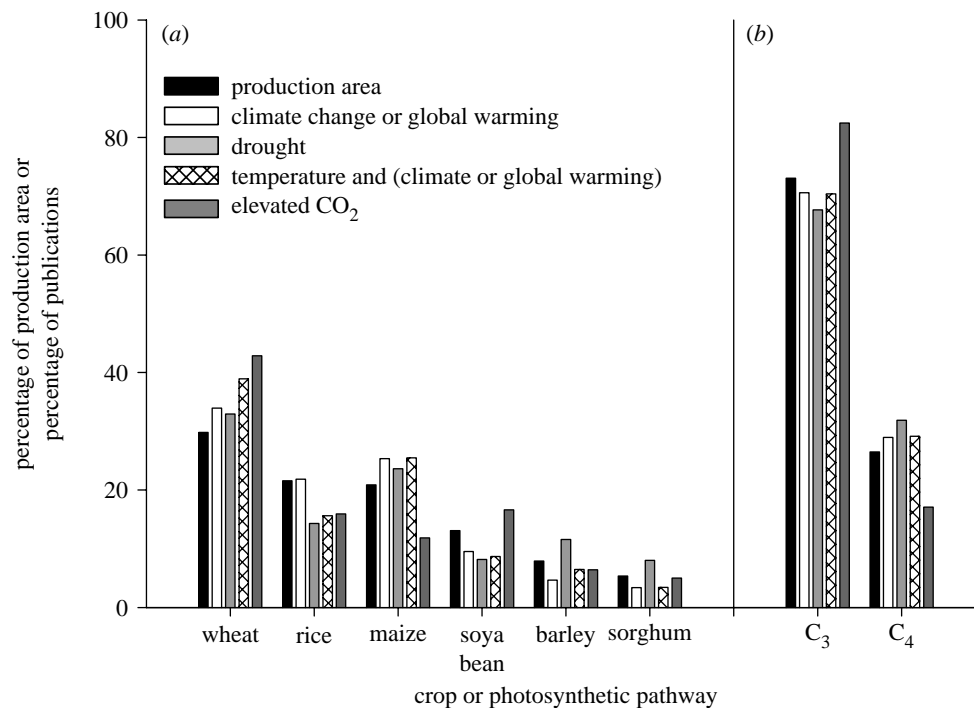 percentage of production area or
percentage of publications
100
80
60
40
20
0
(a)
production area
climate change or global warming
drought
temperature and (climate or global warming)
elevated CO2
(b)
wheat
rice
maize
soya
bean
barley
sorghum
C3
C4
crop or photosynthetic pathway